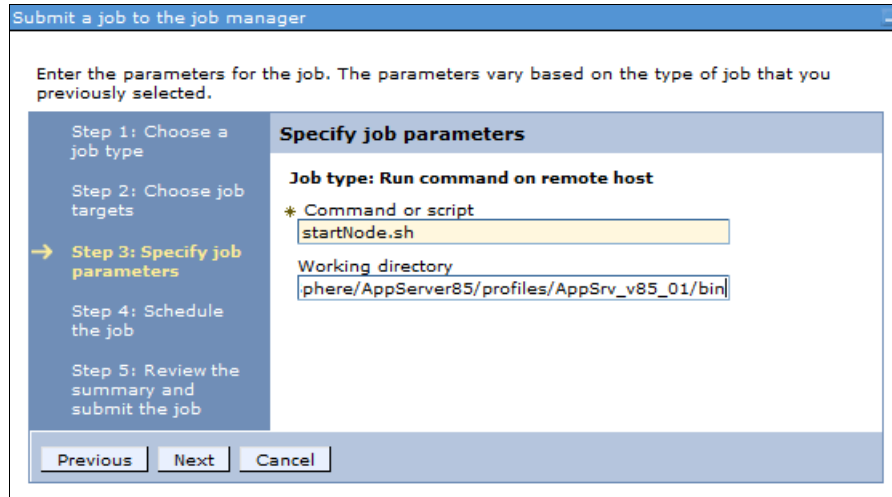 Submit a job to the job manager
Enter the parameters for the job. The parameters vary based on the type of job that you
previously selected.
Step 1: Choose a
job type
Step 2: Choose job
targets
Step 3: Specify job
parameters
Step 4: Schedule
the job
Step 5: Review the
summary and
submit the job
Specify job parameters
Job type: Run command on remote host
* Command or script
startNode.sh
Working directory
phere/AppServer85/profiles/AppSrv_v85_01/bin
Previous Next Cancel